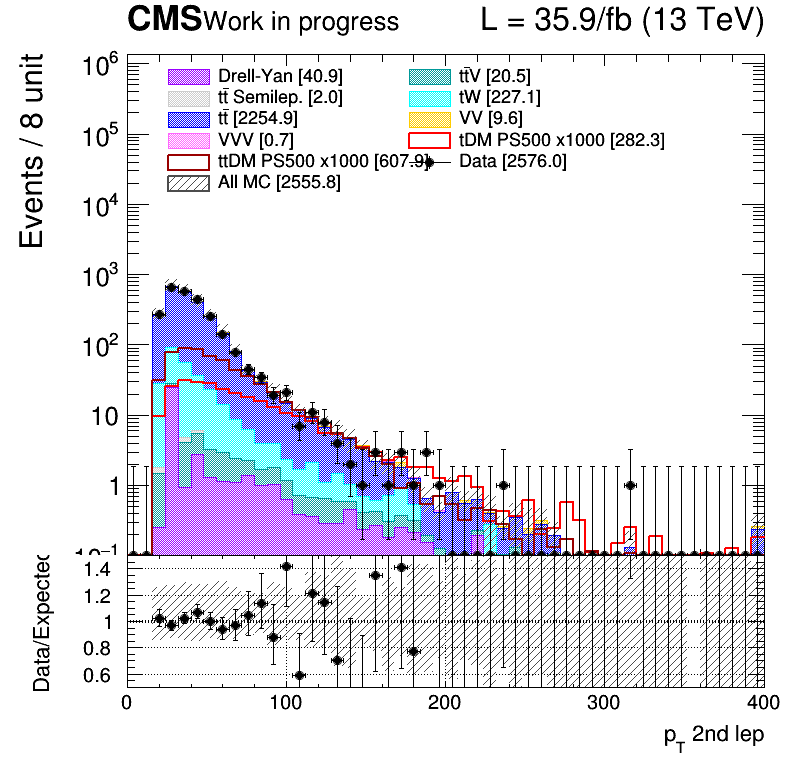 CMS Work in progress L = 35.9/fb (13 TeV)
Events / 8 unit
10⁶
10⁵
10⁴
10³
10²
10
1
10⁻¹
Drell-Yan [40.9]
tt̄ Semilep. [2.0]
tt̄ [2254.9]
VVV [0.7]
ttDM PS500 x1000 [607.9]
All MC [2555.8]
tt̄V [20.5]
tW [227.1]
VV [9.6]
tDM PS500 x1000 [282.3]
Data [2576.0]
Data/Expected
1.4
1.2
1
0.8
0.6
0 100 200 300 400
p_T 2nd lep